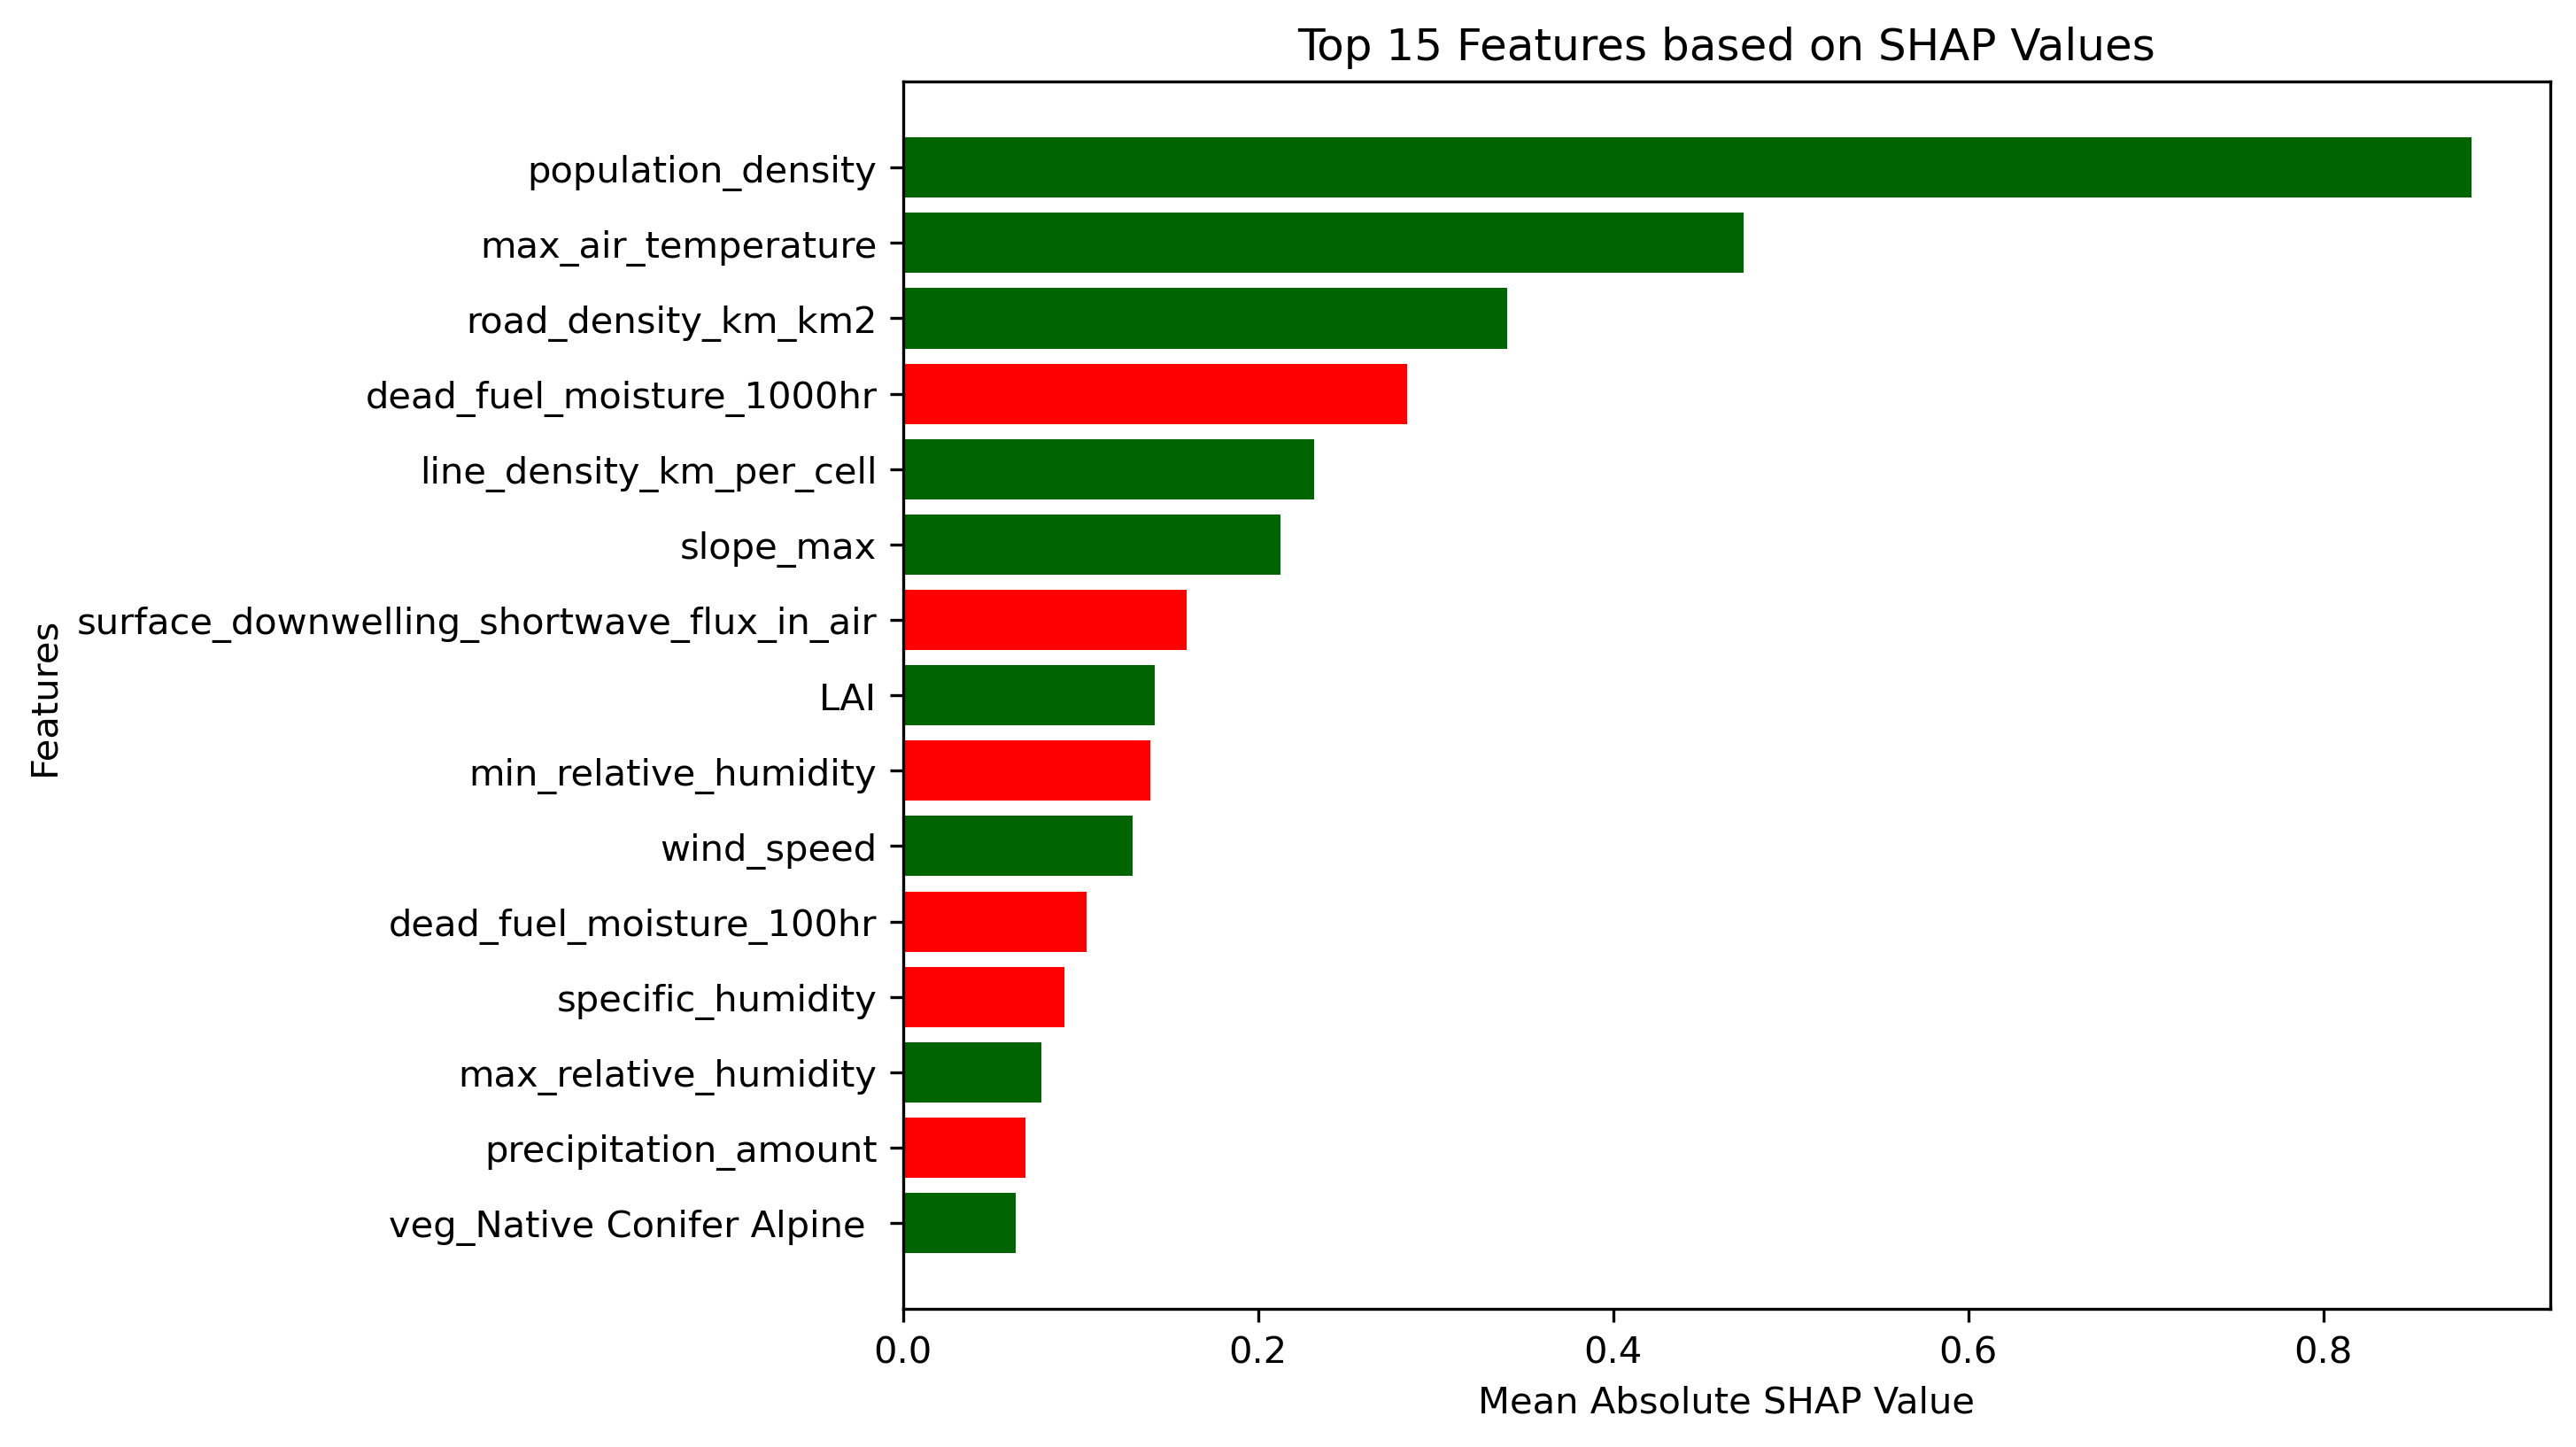 Top 15 Features based on SHAP Values
Features
population_density
max_air_temperature
road_density_km_km2
dead_fuel_moisture_1000hr
line_density_km_per_cell
slope_max
surface_downwelling_shortwave_flux_in_air
LAI
min_relative_humidity
wind_speed
dead_fuel_moisture_100hr
specific_humidity
max_relative_humidity
precipitation_amount
veg_Native Conifer Alpine
0.0 0.2 0.4 0.6 0.8
Mean Absolute SHAP Value